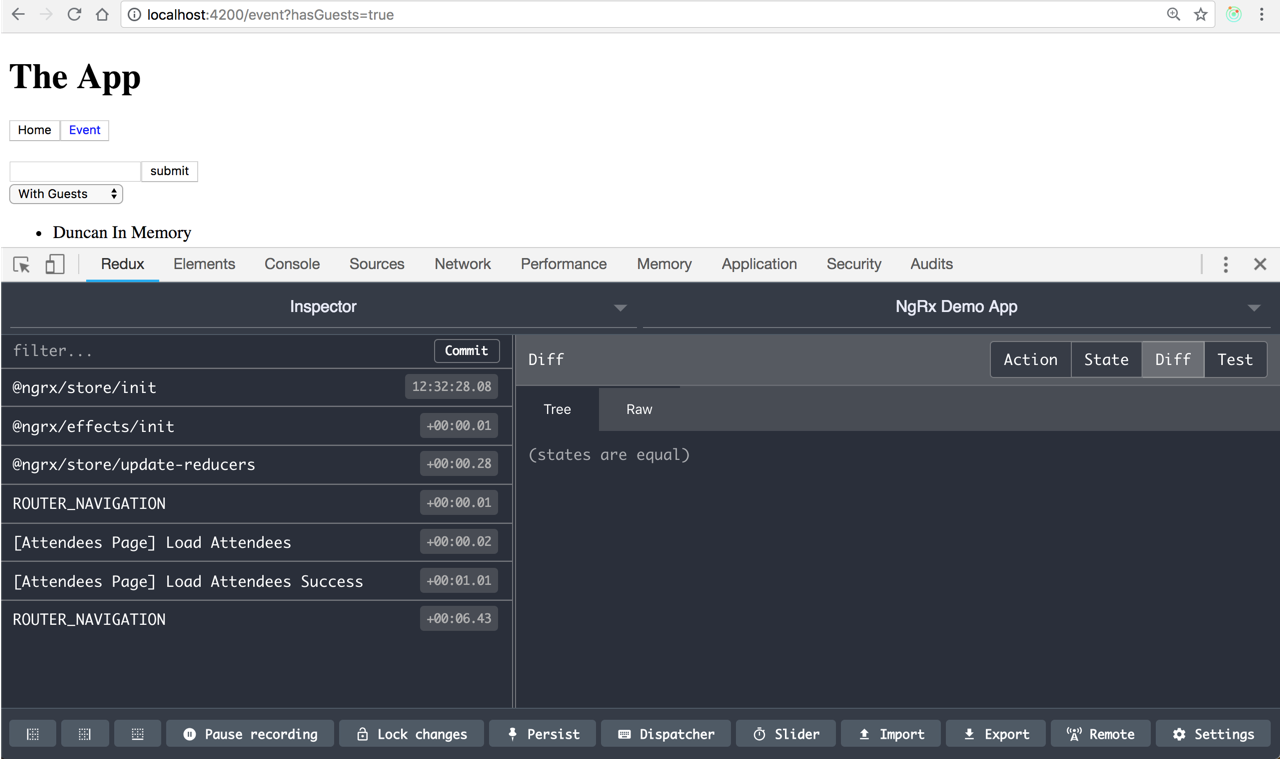 localhost:4200/event?hasGuests=true
The App
Home Event
submit
With Guests
• Duncan In Memory
Redux Elements Console Sources Network Performance Memory Application Security Audits
Inspector NgRx Demo App
filter... Commit
Diff Action State Diff Test
@ngrx/store/init 12:32:28.08
Tree Raw
@ngrx/effects/init +00:00.01
(states are equal)
@ngrx/store/update-reducers +00:00.28
ROUTER_NAVIGATION +00:00.01
[Attendees Page] Load Attendees +00:00.02
[Attendees Page] Load Attendees Success +00:01.01
ROUTER_NAVIGATION +00:06.43
Pause recording Lock changes Persist Dispatcher Slider Import Export Remote Settings